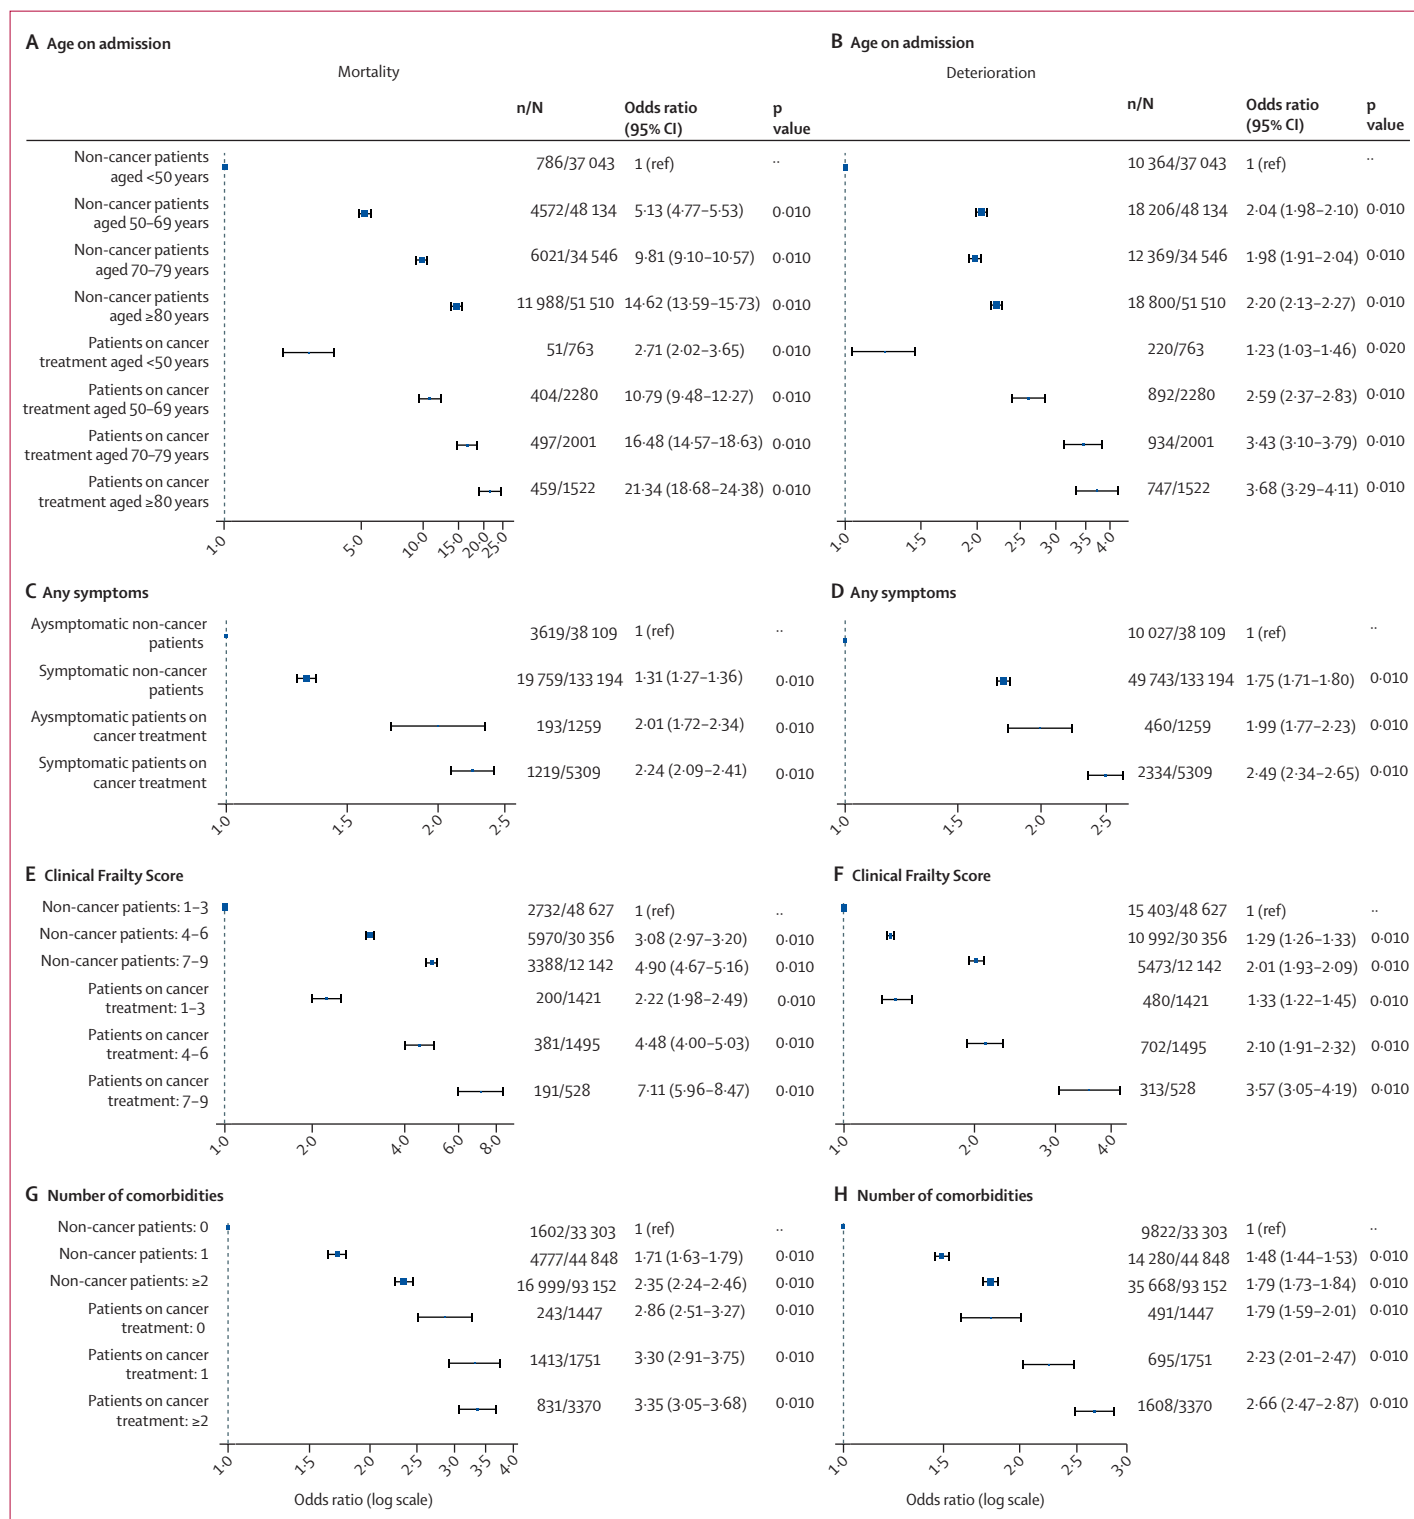 A Age on admission
Mortality
n/N
Odds ratio
(95% CI)
p
value
Non-cancer patients
aged <50 years
786/37 043
1 (ref)
··
Non-cancer patients
aged 50–69 years
4572/48 134
5·13 (4·77–5·53)
0·010
Non-cancer patients
aged 70–79 years
6021/34 546
9·81 (9·10–10·57)
0·010
Non-cancer patients
aged ≥80 years
11 988/51 510
14·62 (13·59–15·73)
0·010
Patients on cancer
treatment aged <50 years
51/763
2·71 (2·02–3·65)
0·010
Patients on cancer
treatment aged 50–69 years
404/2280
10·79 (9·48–12·27)
0·010
Patients on cancer
treatment aged 70–79 years
497/2001
16·48 (14·57–18·63)
0·010
Patients on cancer
treatment aged ≥80 years
459/1522
21·34 (18·68–24·38)
0·010
1·0
5·0
10·0
15·0
20·0
25·0
B Age on admission
Deterioration
n/N
Odds ratio
(95% CI)
p
value
10 364/37 043
1 (ref)
··
18 206/48 134
2·04 (1·98–2·10)
0·010
12 369/34 546
1·98 (1·91–2·04)
0·010
18 800/51 510
2·20 (2·13–2·27)
0·010
220/763
1·23 (1·03–1·46)
0·020
892/2280
2·59 (2·37–2·83)
0·010
934/2001
3·43 (3·10–3·79)
0·010
747/1522
3·68 (3·29–4·11)
0·010
1·0
1·5
2·0
2·5
3·0
3·5
4·0
C Any symptoms
Aysmptomatic non-cancer
patients
3619/38 109
1 (ref)
··
Symptomatic non-cancer
patients
19 759/133 194
1·31 (1·27–1·36)
0·010
Aysmptomatic patients on
cancer treatment
193/1259
2·01 (1·72–2·34)
0·010
Symptomatic patients on
cancer treatment
1219/5309
2·24 (2·09–2·41)
0·010
1·0
1·5
2·0
2·5
D Any symptoms
10 027/38 109
1 (ref)
··
49 743/133 194
1·75 (1·71–1·80)
0·010
460/1259
1·99 (1·77–2·23)
0·010
2334/5309
2·49 (2·34–2·65)
0·010
1·0
1·5
2·0
2·5
E Clinical Frailty Score
Non-cancer patients: 1–3
2732/48 627
1 (ref)
··
Non-cancer patients: 4–6
5970/30 356
3·08 (2·97–3·20)
0·010
Non-cancer patients: 7–9
3388/12 142
4·90 (4·67–5·16)
0·010
Patients on cancer
treatment: 1–3
200/1421
2·22 (1·98–2·49)
0·010
Patients on cancer
treatment: 4–6
381/1495
4·48 (4·00–5·03)
0·010
Patients on cancer
treatment: 7–9
191/528
7·11 (5·96–8·47)
0·010
1·0
2·0
4·0
6·0
8·0
F Clinical Frailty Score
15 403/48 627
1 (ref)
··
10 992/30 356
1·29 (1·26–1·33)
0·010
5473/12 142
2·01 (1·93–2·09)
0·010
480/1421
1·33 (1·22–1·45)
0·010
702/1495
2·10 (1·91–2·32)
0·010
313/528
3·57 (3·05–4·19)
0·010
1·0
2·0
3·0
4·0
G Number of comorbidities
Non-cancer patients: 0
1602/33 303
1 (ref)
··
Non-cancer patients: 1
4777/44 848
1·71 (1·63–1·79)
0·010
Non-cancer patients: ≥2
16 999/93 152
2·35 (2·24–2·46)
0·010
Patients on cancer
treatment: 0
243/1447
2·86 (2·51–3·27)
0·010
Patients on cancer
treatment: 1
1413/1751
3·30 (2·91–3·75)
0·010
Patients on cancer
treatment: ≥2
831/3370
3·35 (3·05–3·68)
0·010
1·0
1·5
2·0
2·5
3·0
3·5
4·0
Odds ratio (log scale)
H Number of comorbidities
9822/33 303
1 (ref)
··
14 280/44 848
1·48 (1·44–1·53)
0·010
35 668/93 152
1·79 (1·73–1·84)
0·010
491/1447
1·79 (1·59–2·01)
0·010
695/1751
2·23 (2·01–2·47)
0·010
1608/3370
2·66 (2·47–2·87)
0·010
1·0
1·5
2·0
2·5
3·0
Odds ratio (log scale)